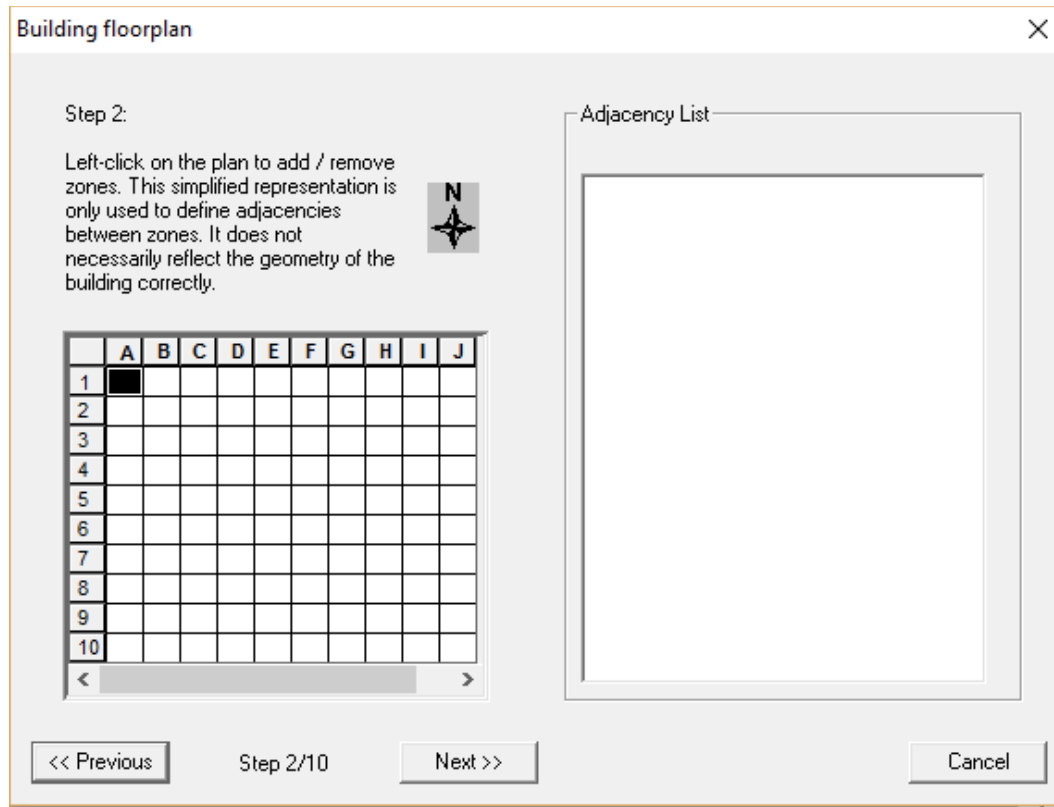 Building floorplan
Step 2:
Left-click on the plan to add / remove
zones. This simplified representation is
only used to define adjacencies
between zones. It does not
necessarily reflect the geometry of the
building correctly.
N
A B C D E F G H I J
1
2
3
4
5
6
7
8
9
10
Adjacency List
<< Previous
Step 2/10
Next >>
Cancel